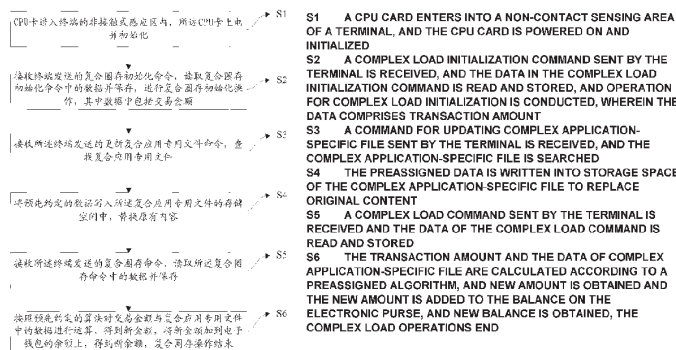 CPU卡进入终端的非接触式感应区内，所述CPU卡上电
并初始化
S1
接收终端发送的复合圈存初始化命令，读取复合圈存
初始化命令中的数据并保存，进行复合圈存初始化操
作，其中数据中包括交易金额
S2
接收所述终端发送的更新复合应用专用文件命令，查
找复合应用专用文件
S3
将预先约定的数据写入所述复合应用专用文件的存储
空间中，替换原有内容
S4
接收所述终端发送的复合圈存命令，读取所述复合圈
存命令中的数据并保存
S5
按照预先约定的算法对交易金额与复合应用专用文件
中的数据进行运算，得到新金额，将新金额加到电子
钱包的余额上，得到新余额，复合圈存操作结束
S6
S1 A CPU CARD ENTERS INTO A NON-CONTACT SENSING AREA
OF A TERMINAL, AND THE CPU CARD IS POWERED ON AND
INITIALIZED
S2 A COMPLEX LOAD INITIALIZATION COMMAND SENT BY THE
TERMINAL IS RECEIVED, AND THE DATA IN THE COMPLEX LOAD
INITIALIZATION COMMAND IS READ AND STORED, AND OPERATION
FOR COMPLEX LOAD INITIALIZATION IS CONDUCTED, WHEREIN THE
DATA COMPRISES TRANSACTION AMOUNT
S3 A COMMAND FOR UPDATING COMPLEX APPLICATION-
SPECIFIC FILE SENT BY THE TERMINAL IS RECEIVED, AND THE
COMPLEX APPLICATION-SPECIFIC FILE IS SEARCHED
S4 THE PREASSIGNED DATA IS WRITTEN INTO STORAGE SPACE
OF THE COMPLEX APPLICATION-SPECIFIC FILE TO REPLACE
ORIGINAL CONTENT
S5 A COMPLEX LOAD COMMAND SENT BY THE TERMINAL IS
RECEIVED AND THE DATA OF THE COMPLEX LOAD COMMAND IS
READ AND STORED
S6 THE TRANSACTION AMOUNT AND THE DATA OF COMPLEX
APPLICATION-SPECIFIC FILE ARE CALCULATED ACCORDING TO A
PREASSIGNED ALGORITHM, AND NEW AMOUNT IS OBTAINED AND
THE NEW AMOUNT IS ADDED TO THE BALANCE ON THE
ELECTRONIC PURSE, AND NEW BALANCE IS OBTAINED, THE
COMPLEX LOAD OPERATIONS END